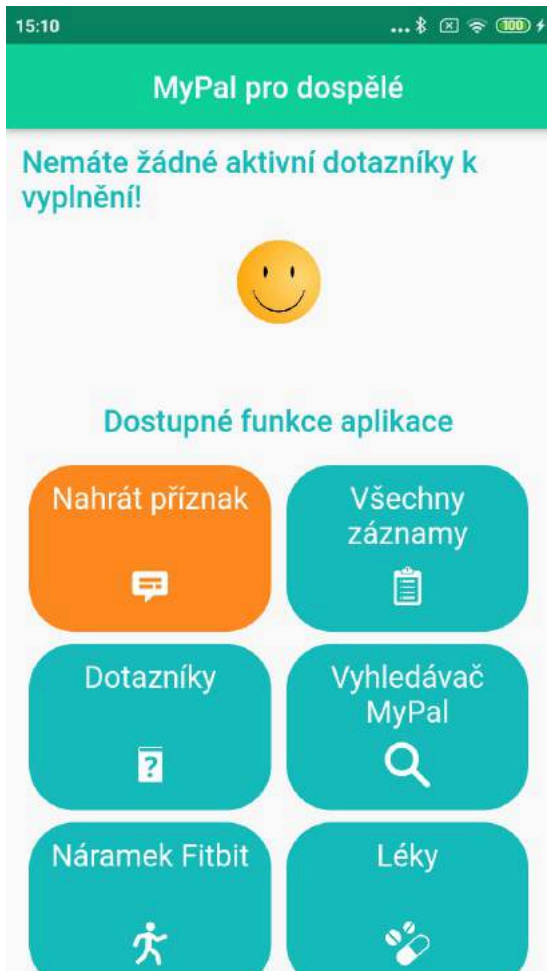 15:10
100
MyPal pro dospělé
Nemáte žádné aktivní dotazníky k
vyplnění!
Dostupné funkce aplikace
Nahrát příznak
Všechny
záznamy
Dotazníky
?
Vyhledávač
MyPal
Náramek Fitbit
Léky